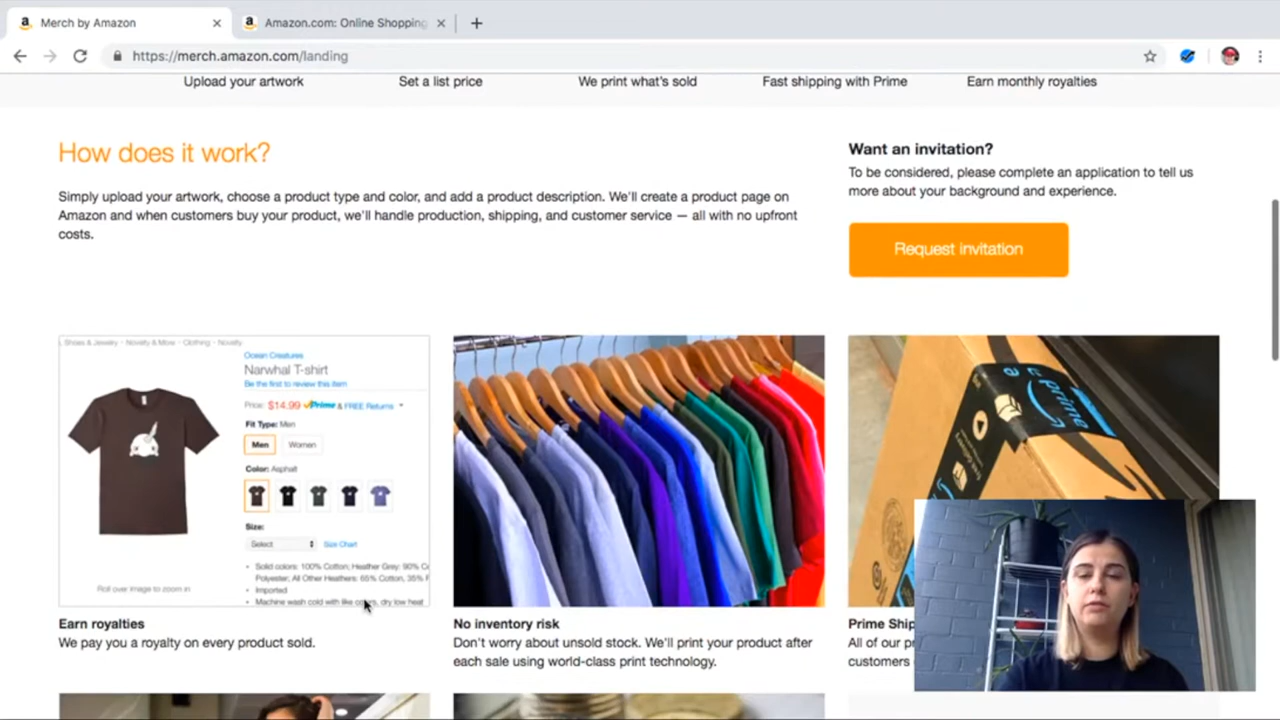 Merch by Amazon
Amazon.com: Online Shopping
https://merch.amazon.com/landing
Upload your artwork
Set a list price
We print what's sold
Fast shipping with Prime
Earn monthly royalties
How does it work?
Simply upload your artwork, choose a product type and color, and add a product description. We'll create a product page on
Amazon and when customers buy your product, we'll handle production, shipping, and customer service — all with no upfront
costs.
Want an invitation?
To be considered, please complete an application to tell us
more about your background and experience.
Request invitation
Shoes & Jewelry · Novelty & More · Clothing · Novelty
Ocean Creatures
Narwhal T-shirt
Be the first to review this item
Price: $14.99 Prime & FREE Returns
Fit Type: Men
Men
Women
Color: Asphalt
Size:
Select
Size Chart
Solid colors: 100% Cotton; Heather Grey: 90% Co
Polyester; All Other Heathers: 65% Cotton, 35% P
Imported
Machine wash cold with like colors, dry low heat
Roll over image to zoom in
prime
Earn royalties
We pay you a royalty on every product sold.
No inventory risk
Don't worry about unsold stock. We'll print your product after
each sale using world-class print technology.
Prime Ship
All of our p
customers